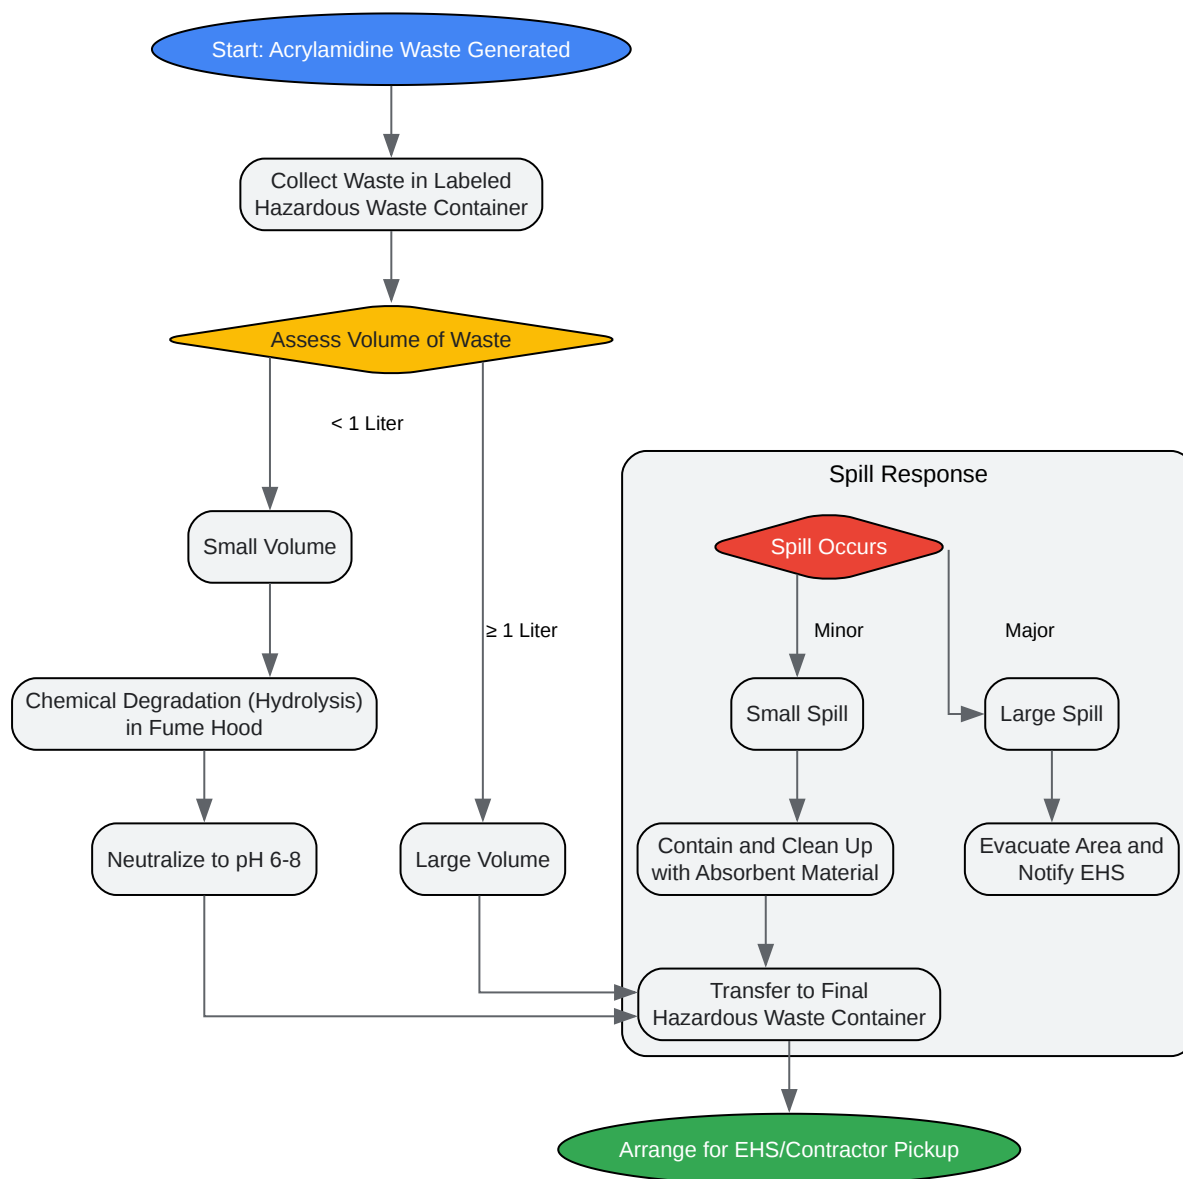 Start: Acrylamidine Waste Generated
Collect Waste in Labeled
Hazardous Waste Container
Assess Volume of Waste
< 1 Liter
Spill Response
Small Volume
Spill Occurs
≥ 1 Liter
Minor
Major
Chemical Degradation (Hydrolysis)
in Fume Hood
Small Spill
Large Spill
Neutralize to pH 6-8
Large Volume
Contain and Clean Up
with Absorbent Material
Evacuate Area and
Notify EHS
Transfer to Final
Hazardous Waste Container
Arrange for EHS/Contractor Pickup